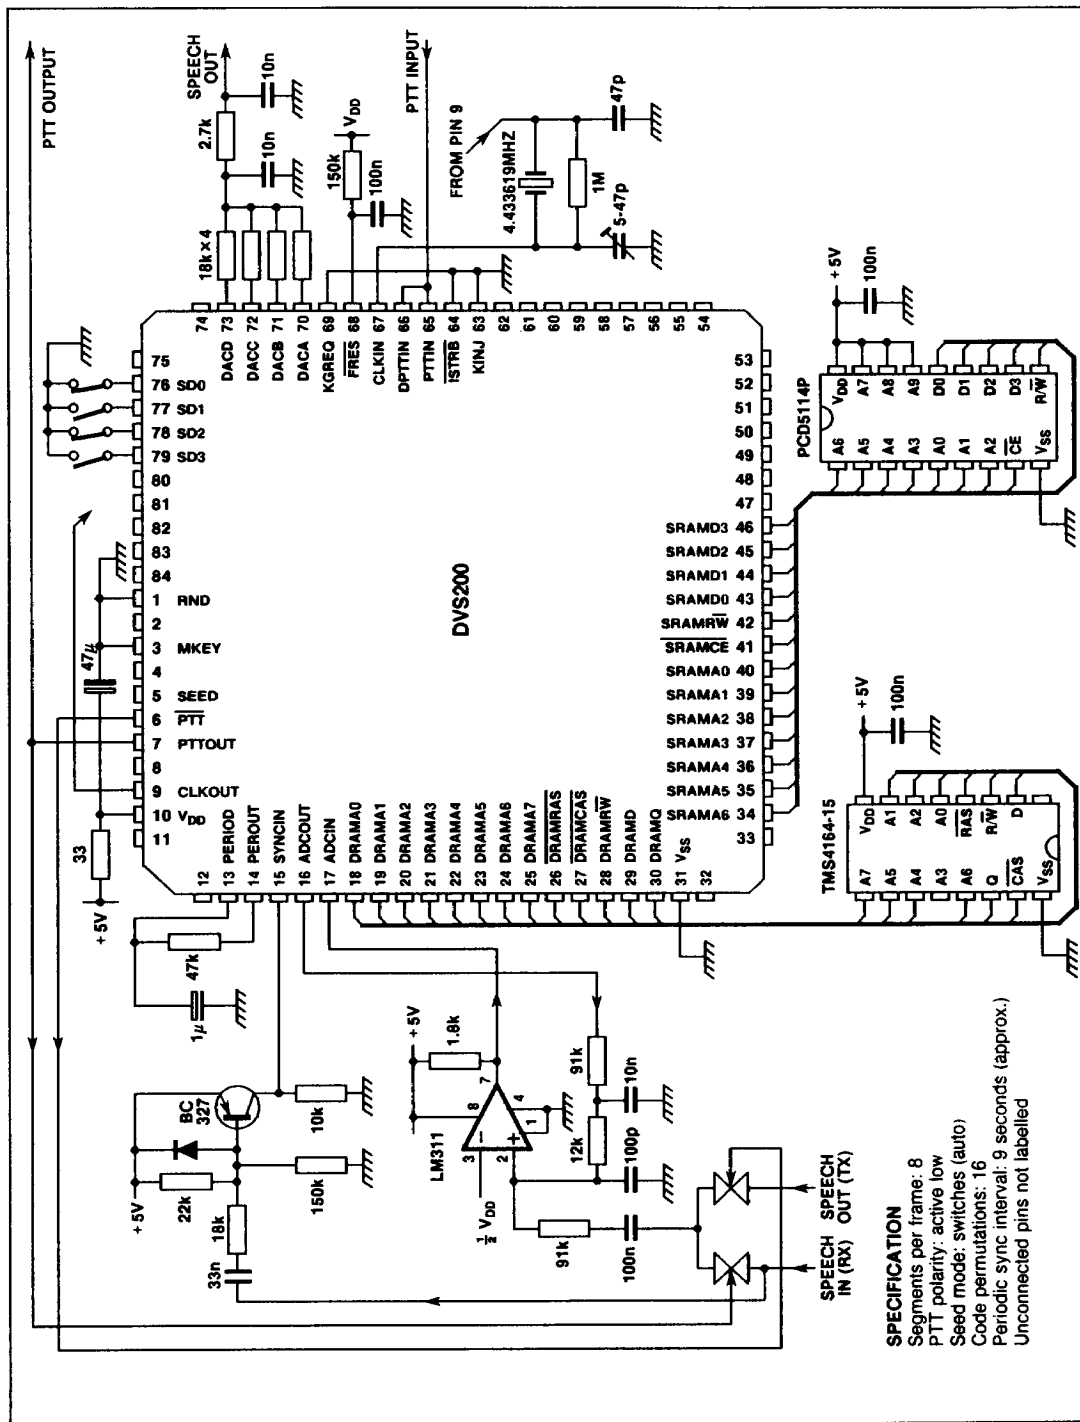 PTT OUTPUT
SPEECH
OUT
2.7k
10n
10n
18k x 4
PTT INPUT
V_DD
150k
100n
FROM PIN 9
4.433619MHZ
1M
47p
5-47p
74
73 DACD
72 DACC
71 DACB
70 DACA
69 KGREQ
68 FRES
67 CLKIN
66 DPTTIN
65 PTTIN
64 ISTRB
63 KINJ
62
61
60
59
58
57
56
55
54
75
76 SD0
77 SD1
78 SD2
79 SD3
80
81
82
83
84
1 RND
2
3 MKEY
4
5 SEED
6 PTT
7 PTTOUT
8
9 CLKOUT
10 V_DD
11
47µ
33
+5V
DVS200
53
52
51
50
49
48
47
SRAMD3 46
SRAMD2 45
SRAMD1 44
SRAMD0 43
SRAMRW 42
SRAMCE 41
SRAMA0 40
SRAMA1 39
SRAMA2 38
SRAMA3 37
SRAMA4 36
SRAMA5 35
SRAMA6 34
33
12
13 PERIOD
14 PEROUT
15 SYNCIN
16 ADCOUT
17 ADCIN
18 DRAMA0
19 DRAMA1
20 DRAMA2
21 DRAMA3
22 DRAMA4
23 DRAMA5
24 DRAMA6
25 DRAMA7
26 DRAMRAS
27 DRAMCAS
28 DRAMRW
29 DRAMD
30 DRAMQ
31 Vss
32
PCD5114P
+5V
100n
V_DD
A7
A8
A9
D0
D1
D2
D3
R/W
A6
A5
A4
A3
A0
A1
A2
CE
Vss
TMS4164-15
+5V
100n
V_DD
A1
A2
A0
RAS
R/W
D
A7
A5
A4
A3
A6
Q
CAS
Vss
47k
1µ
BC
327
+5V
22k
18k
33n
150k
10k
+5V
1.8k
LM311
3
2
8
7
4
1
−
+
½ V_DD
91k
12k
10n
100p
91k
100n
SPEECH
IN (RX)
SPEECH
OUT (TX)
SPECIFICATION
Segments per frame: 8
PTT polarity: active low
Seed mode: switches (auto)
Code permutations: 16
Periodic sync interval: 9 seconds (approx.)
Unconnected pins not labelled